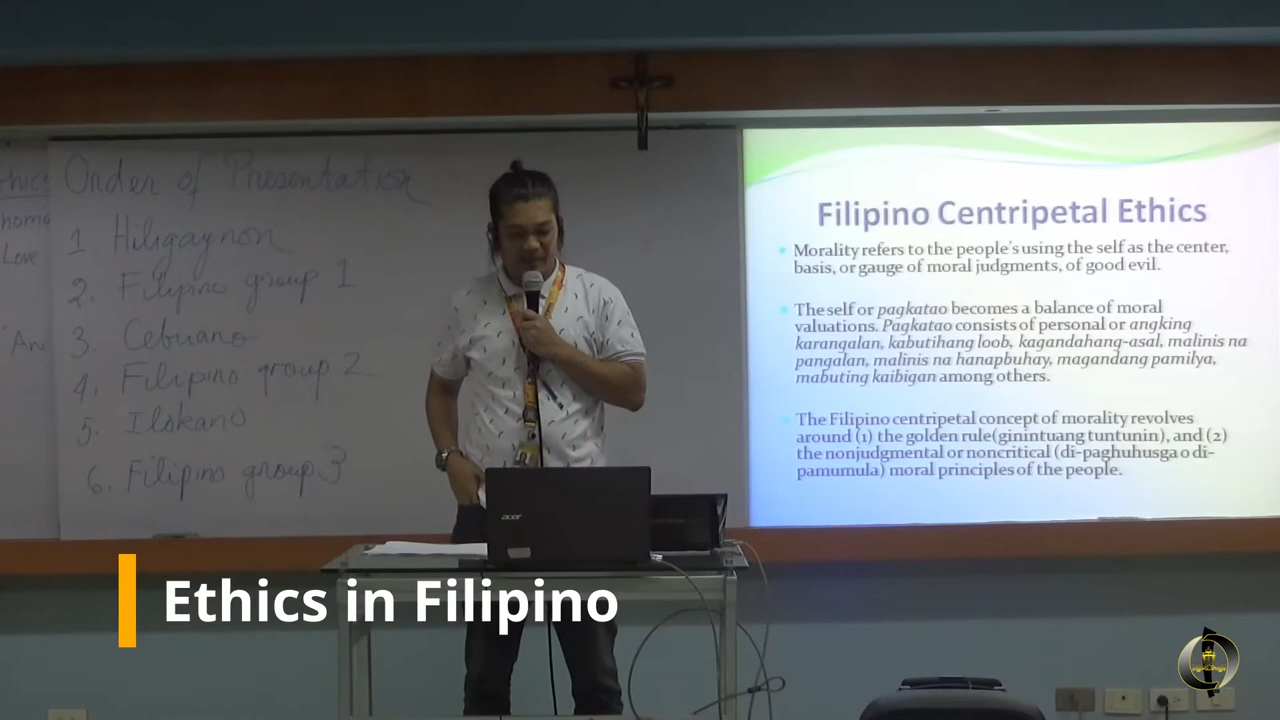 thics
Order of Presentation
1. Hiligaynon
2. Filipino group 1
3. Cebuano
4. Filipino group 2
5. Ilokano
6. Filipino group 3
Love
Filipino Centripetal Ethics
Morality refers to the people's using the self as the center,
basis, or gauge of moral judgments, of good evil.
The self or pagkatao becomes a balance of moral
valuations. Pagkatao consists of personal or angking
karangalan, kabutihang loob, kagandahang-asal, malinis na
pangalan, malinis na hanapbuhay, magandang pamilya,
mabuting kaibigan among others.
The Filipino centripetal concept of morality revolves
around (1) the golden rule(ginintuang tuntunin), and (2)
the nonjudgmental or noncritical (di-paghuhusga o di-
pamumula) moral principles of the people.
acer
Ethics in Filipino